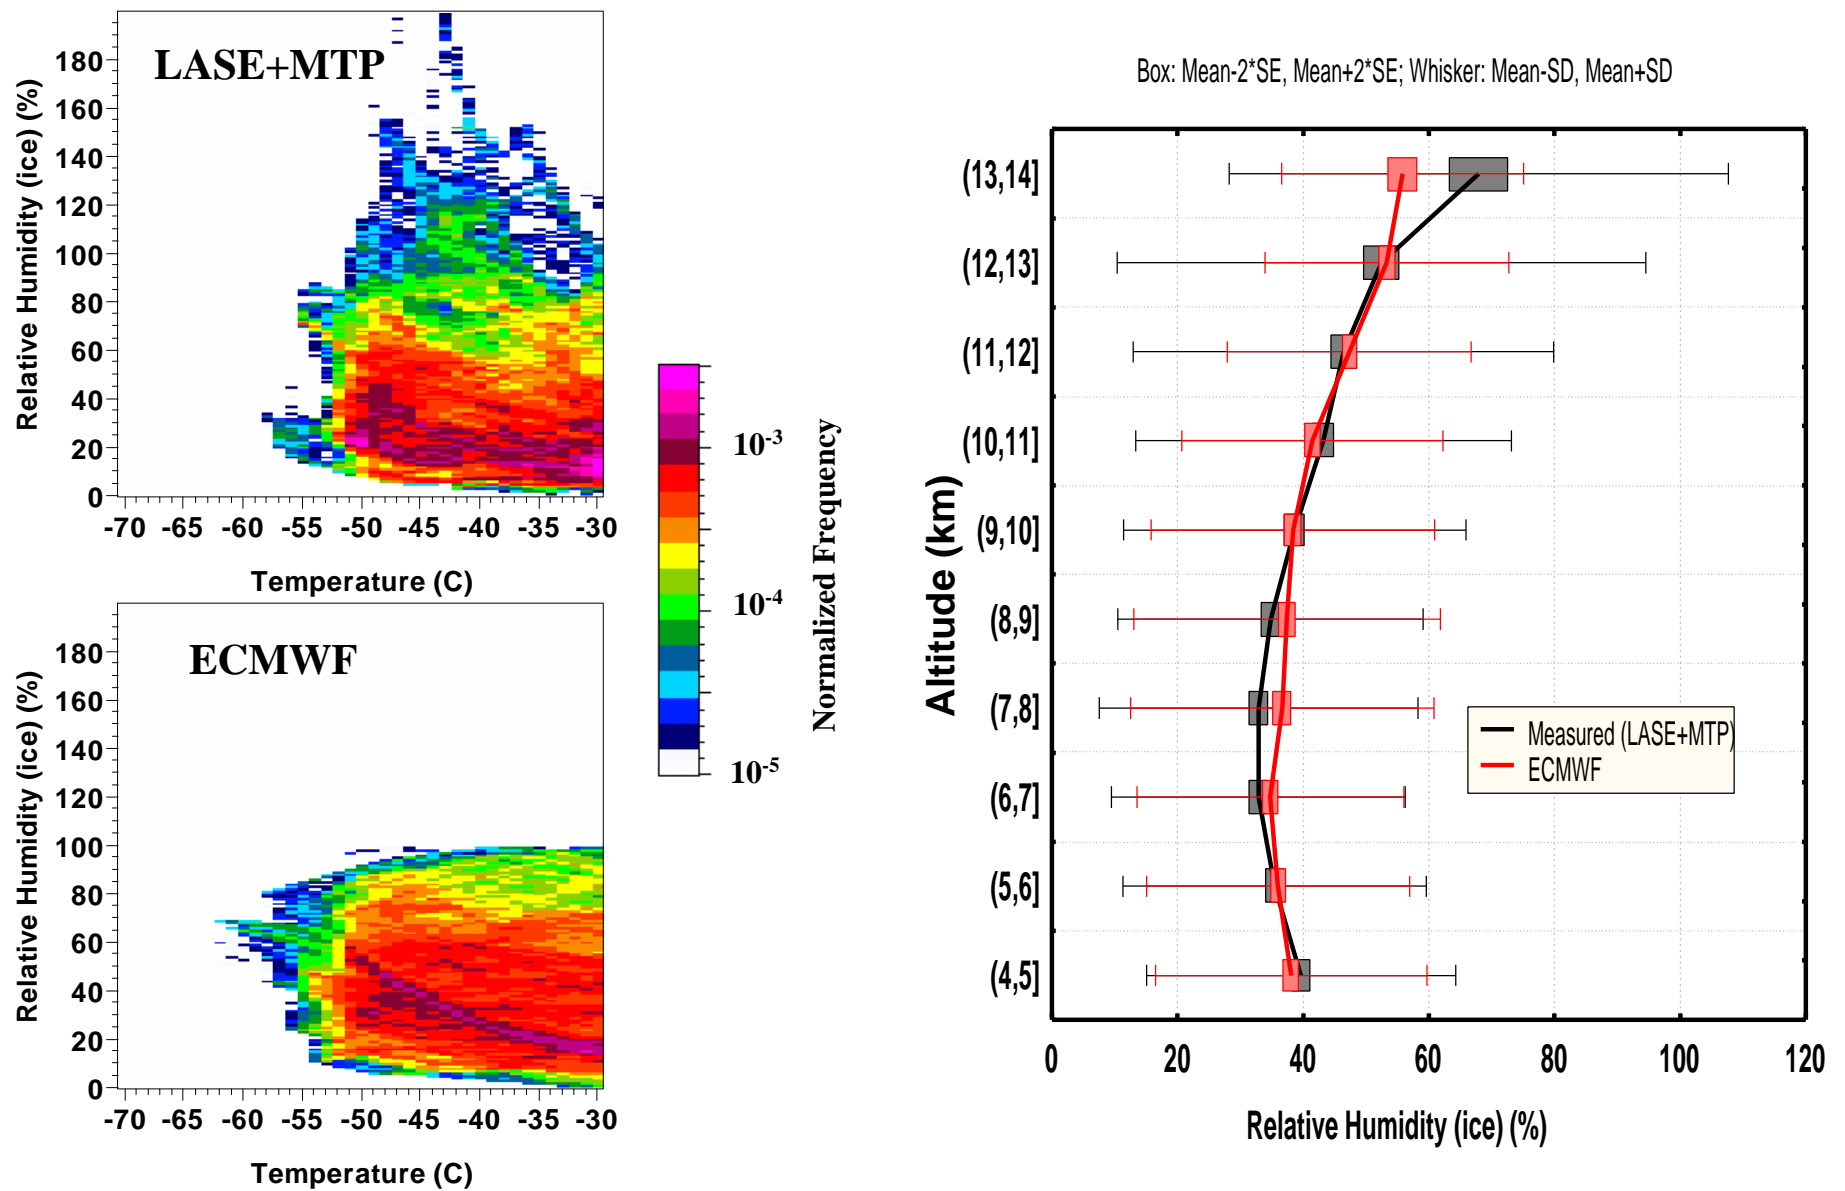 LASE+MTP
180
160
140
120
100
80
60
40
20
0
Relative Humidity (ice) (%)
-70 -65 -60 -55 -50 -45 -40 -35 -30
Temperature (C)
ECMWF
180
160
140
120
100
80
60
40
20
0
Relative Humidity (ice) (%)
-70 -65 -60 -55 -50 -45 -40 -35 -30
Temperature (C)
10-3
10-4
10-5
Normalized Frequency
Box: Mean-2*SE, Mean+2*SE; Whisker: Mean-SD, Mean+SD
(13,14]
(12,13]
(11,12]
(10,11]
(9,10]
(8,9]
(7,8]
(6,7]
(5,6]
(4,5]
Altitude (km)
Measured (LASE+MTP)
ECMWF
0 20 40 60 80 100 120
Relative Humidity (ice) (%)